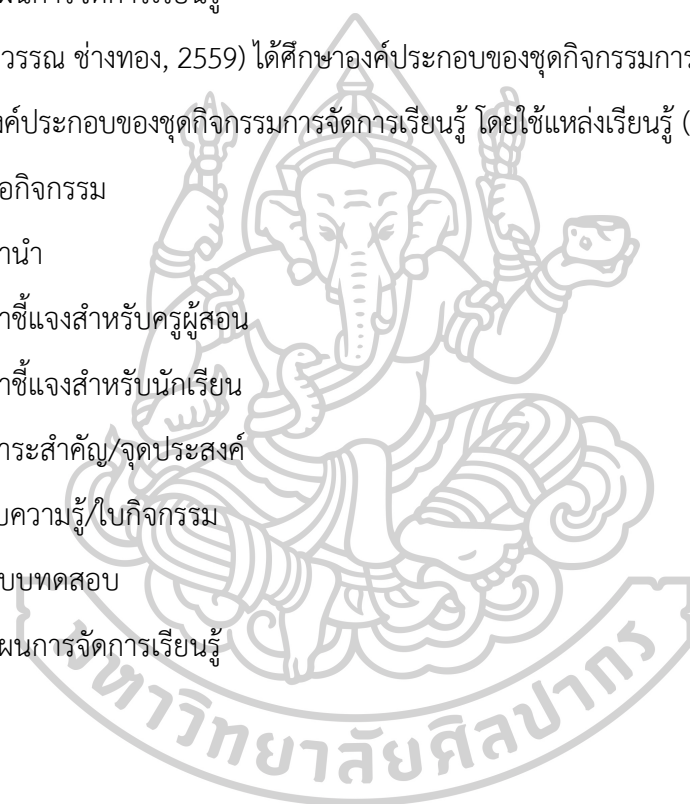 ผนการจัดการเรียนรู้
วรรณ ช่างทอง, 2559) ได้ศึกษาองค์ประกอบของชุดกิจกรรมการ
งค์ประกอบของชุดกิจกรรมการจัดการเรียนรู้ โดยใช้แหล่งเรียนรู้ (
อกิจกรรม
านำ
าชี้แจงสำหรับครูผู้สอน
าชี้แจงสำหรับนักเรียน
าระสำคัญ/จุดประสงค์
บความรู้/ใบกิจกรรม
บบทดสอบ
ผนการจัดการเรียนรู้
มหาวิทยาลัยศิลปากร